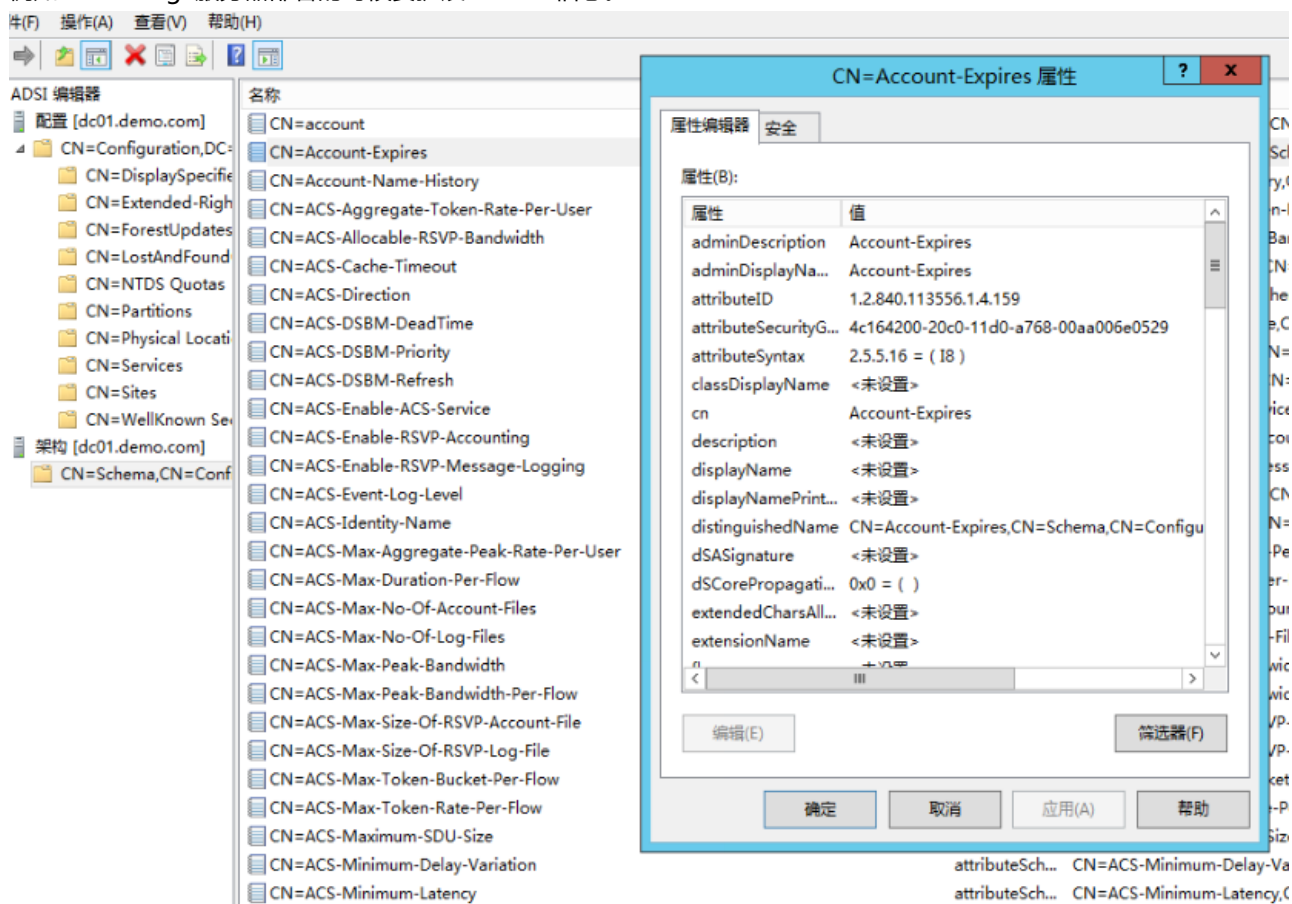 件(F) 操作(A) 查看(V) 帮助(H)
ADSI 编辑器
配置 [dc01.demo.com]
CN=Configuration,DC=
CN=DisplaySpecifie
CN=Extended-Righ
CN=ForestUpdates
CN=LostAndFound
CN=NTDS Quotas
CN=Partitions
CN=Physical Locati
CN=Services
CN=Sites
CN=WellKnown Se
架构 [dc01.demo.com]
CN=Schema,CN=Conf
名称
CN=account
CN=Account-Expires
CN=Account-Name-History
CN=ACS-Aggregate-Token-Rate-Per-User
CN=ACS-Allocable-RSVP-Bandwidth
CN=ACS-Cache-Timeout
CN=ACS-Direction
CN=ACS-DSBM-DeadTime
CN=ACS-DSBM-Priority
CN=ACS-DSBM-Refresh
CN=ACS-Enable-ACS-Service
CN=ACS-Enable-RSVP-Accounting
CN=ACS-Enable-RSVP-Message-Logging
CN=ACS-Event-Log-Level
CN=ACS-Identity-Name
CN=ACS-Max-Aggregate-Peak-Rate-Per-User
CN=ACS-Max-Duration-Per-Flow
CN=ACS-Max-No-Of-Account-Files
CN=ACS-Max-No-Of-Log-Files
CN=ACS-Max-Peak-Bandwidth
CN=ACS-Max-Peak-Bandwidth-Per-Flow
CN=ACS-Max-Size-Of-RSVP-Account-File
CN=ACS-Max-Size-Of-RSVP-Log-File
CN=ACS-Max-Token-Bucket-Per-Flow
CN=ACS-Max-Token-Rate-Per-Flow
CN=ACS-Maximum-SDU-Size
CN=ACS-Minimum-Delay-Variation attributeSch... CN=ACS-Minimum-Delay-Va
CN=ACS-Minimum-Latency attributeSch... CN=ACS-Minimum-Latency,C
CN=Account-Expires 属性
? x
属性编辑器 安全
属性(B):
属性 值
adminDescription Account-Expires
adminDisplayNa... Account-Expires
attributeID 1.2.840.113556.1.4.159
attributeSecurityG... 4c164200-20c0-11d0-a768-00aa006e0529
attributeSyntax 2.5.5.16 = ( I8 )
classDisplayName <未设置>
cn Account-Expires
description <未设置>
displayName <未设置>
displayNamePrint... <未设置>
distinguishedName CN=Account-Expires,CN=Schema,CN=Configu
dSASignature <未设置>
dSCorePropagati... 0x0 = ( )
extendedCharsAll... <未设置>
extensionName <未设置>
编辑(E) 筛选器(F)
确定 取消 应用(A) 帮助